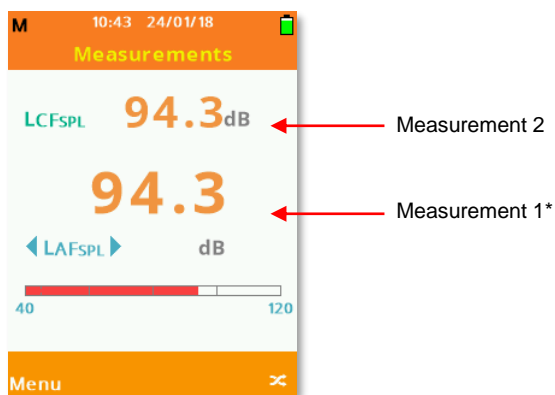 M 10:43 24/01/18
Measurements
LCFSPL 94.3dB
Measurement 2
94.3
Measurement 1*
LAFSPL dB
40 120
Menu